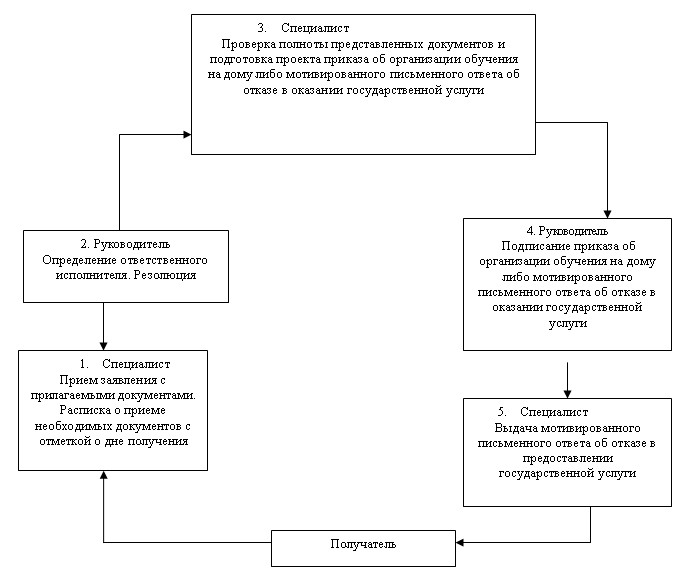 3. Специалист
Проверка полноты представленных документов и
подготовка проекта приказа об организации обучения
на дому либо мотивированного письменного ответа об
отказе в оказании государственной услуги
2. Руководитель
Определение ответственного
исполнителя. Резолюция
4. Руководитель
Подписание приказа об
организации обучения на дому
либо мотивированного
письменного ответа об отказе в
оказании государственной
услуги
1. Специалист
Прием заявления с
прилагаемыми документами.
Расписка о приеме
необходимых документов с
отметкой о дне получения
5. Специалист
Выдача мотивированного
письменного ответа об отказе в
предоставлении
государственной услуги
Получатель